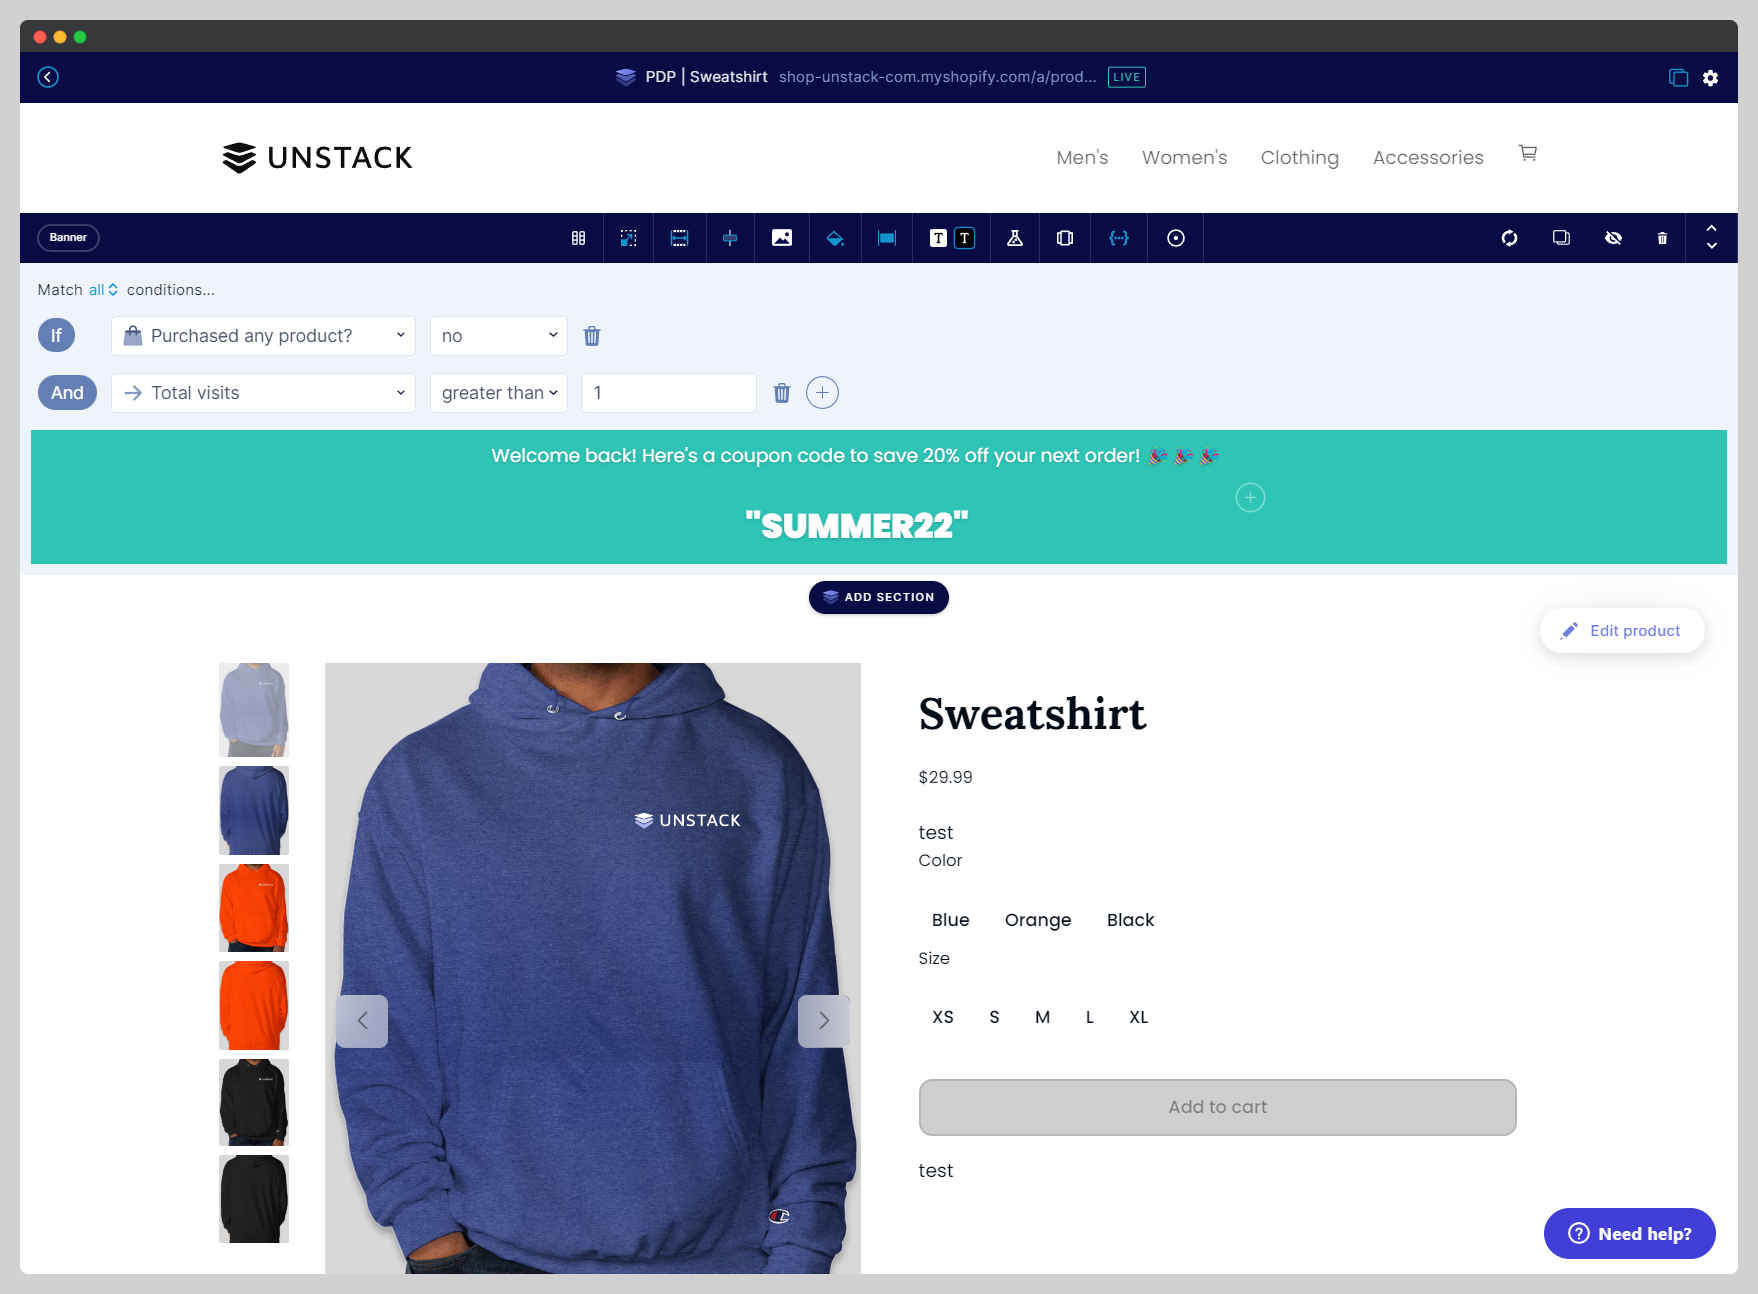 PDP | Sweatshirt shop-unstack-com.myshopify.com/a/prod... LIVE
UNSTACK
Men's Women's Clothing Accessories
Banner
T T
Match all conditions...
If Purchased any product? no
And Total visits greater than 1
Welcome back! Here's a coupon code to save 20% off your next order! 🎉 🎉 🎉
"SUMMER22"
ADD SECTION
Edit product
UNSTACK
Sweatshirt
$29.99
test
Color
Blue Orange Black
Size
XS S M L XL
Add to cart
test
Need help?